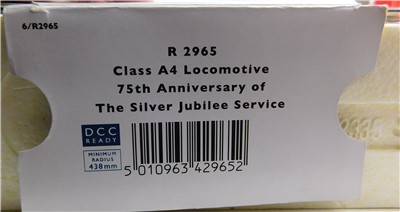 6/R2965
R 2965
Class A4 Locomotive
75th Anniversary of
The Silver Jubilee Service
DCC
READY
MINIMUM
RADIUS
438mm
5 010963 429652